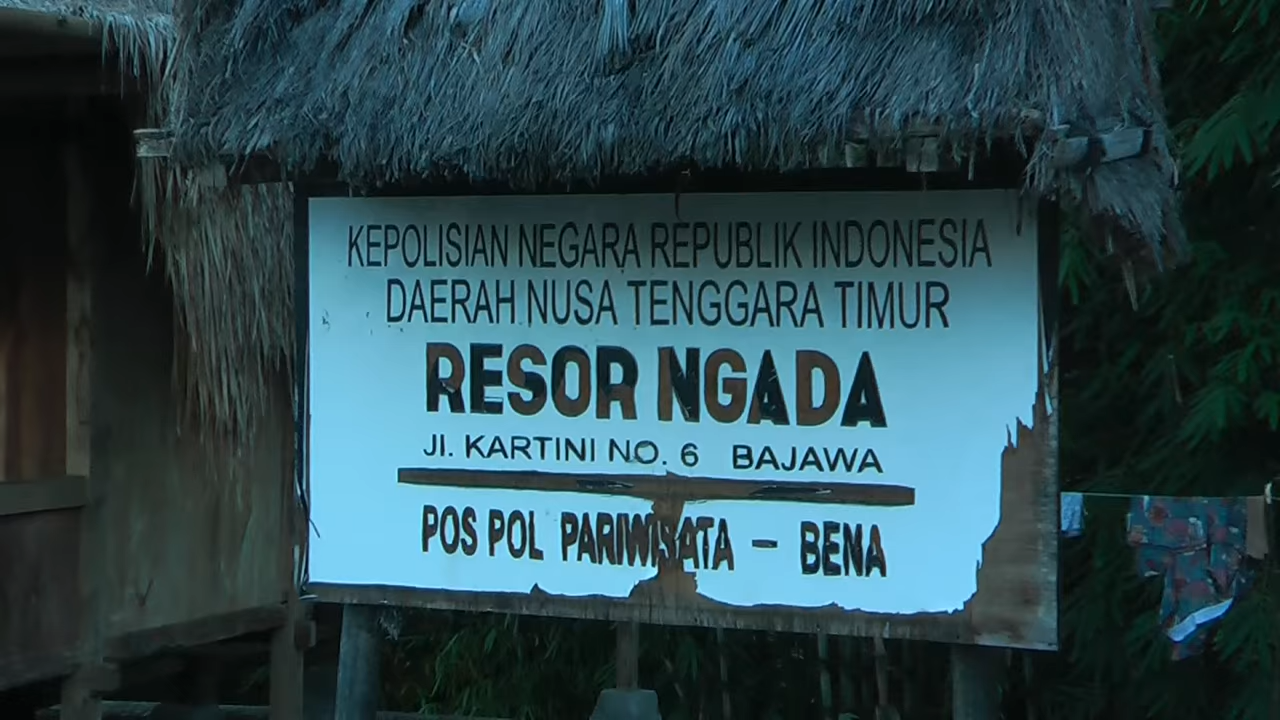 KEPOLISIAN NEGARA REPUBLIK INDONESIA
DAERAH NUSA TENGGARA TIMUR
RESOR NGADA
Jl. KARTINI NO. 6 BAJAWA
POS POL PARIWISATA - BENA